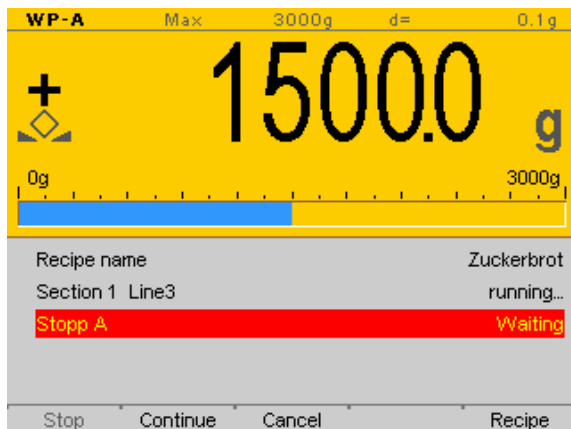 WP-A Max 3000g d= 0.1g
+ 1500.0 g
0g 3000g
Recipe name Zuckerbrot
Section 1 Line3 running...
Stopp A Waiting
Stop Continue Cancel Recipe